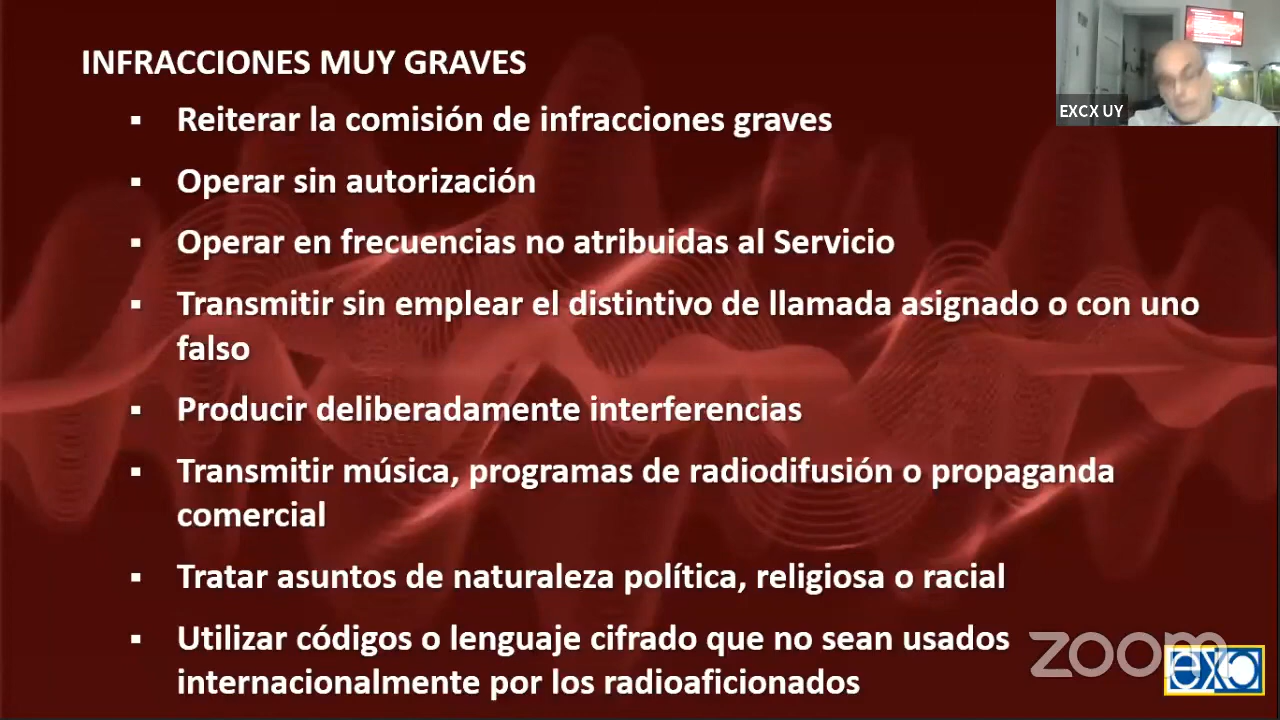 INFRACCIONES MUY GRAVES
▪ Reiterar la comisión de infracciones graves
▪ Operar sin autorización
▪ Operar en frecuencias no atribuidas al Servicio
▪ Transmitir sin emplear el distintivo de llamada asignado o con uno
falso
▪ Producir deliberadamente interferencias
▪ Transmitir música, programas de radiodifusión o propaganda
comercial
▪ Tratar asuntos de naturaleza política, religiosa o racial
▪ Utilizar códigos o lenguaje cifrado que no sean usados
internacionalmente por los radioaficionados
EXCX UY
zoom